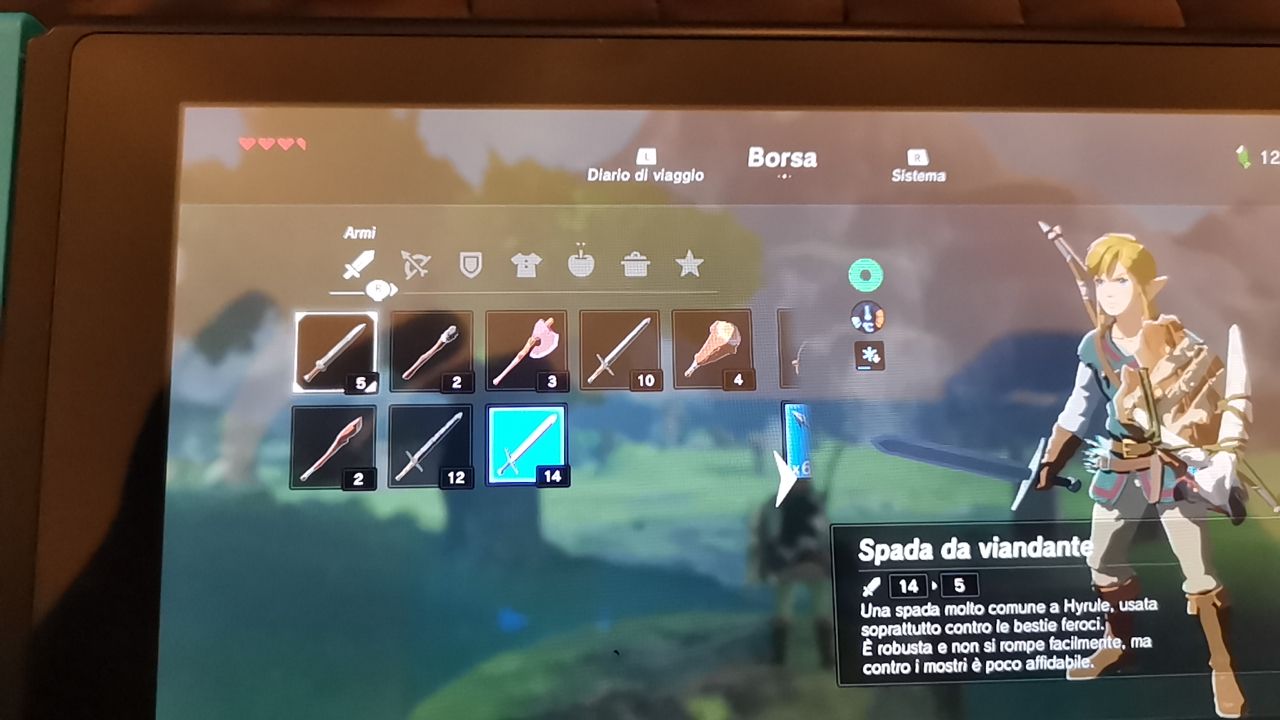 L
Borsa
R
12
Diario di viaggio
Sistema
Armi
R
5
2
3
10
4
2
12
14
x6
Spada da viandante
14 5
Una spada molto comune a Hyrule, usata
soprattutto contro le bestie feroci.
È robusta e non si rompe facilmente, ma
contro i mostri è poco affidabile.